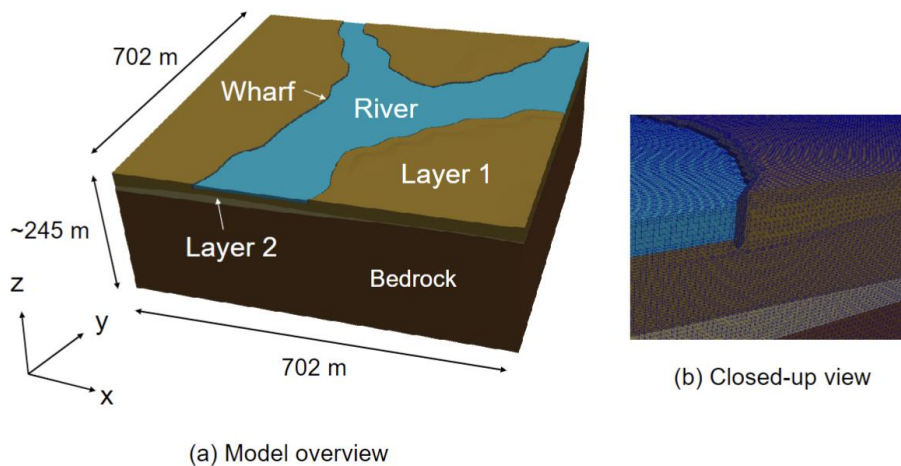 702 m
Wharf
River
Layer 1
~245 m
Layer 2
Bedrock
z
y
x
702 m
(a) Model overview
(b) Closed-up view